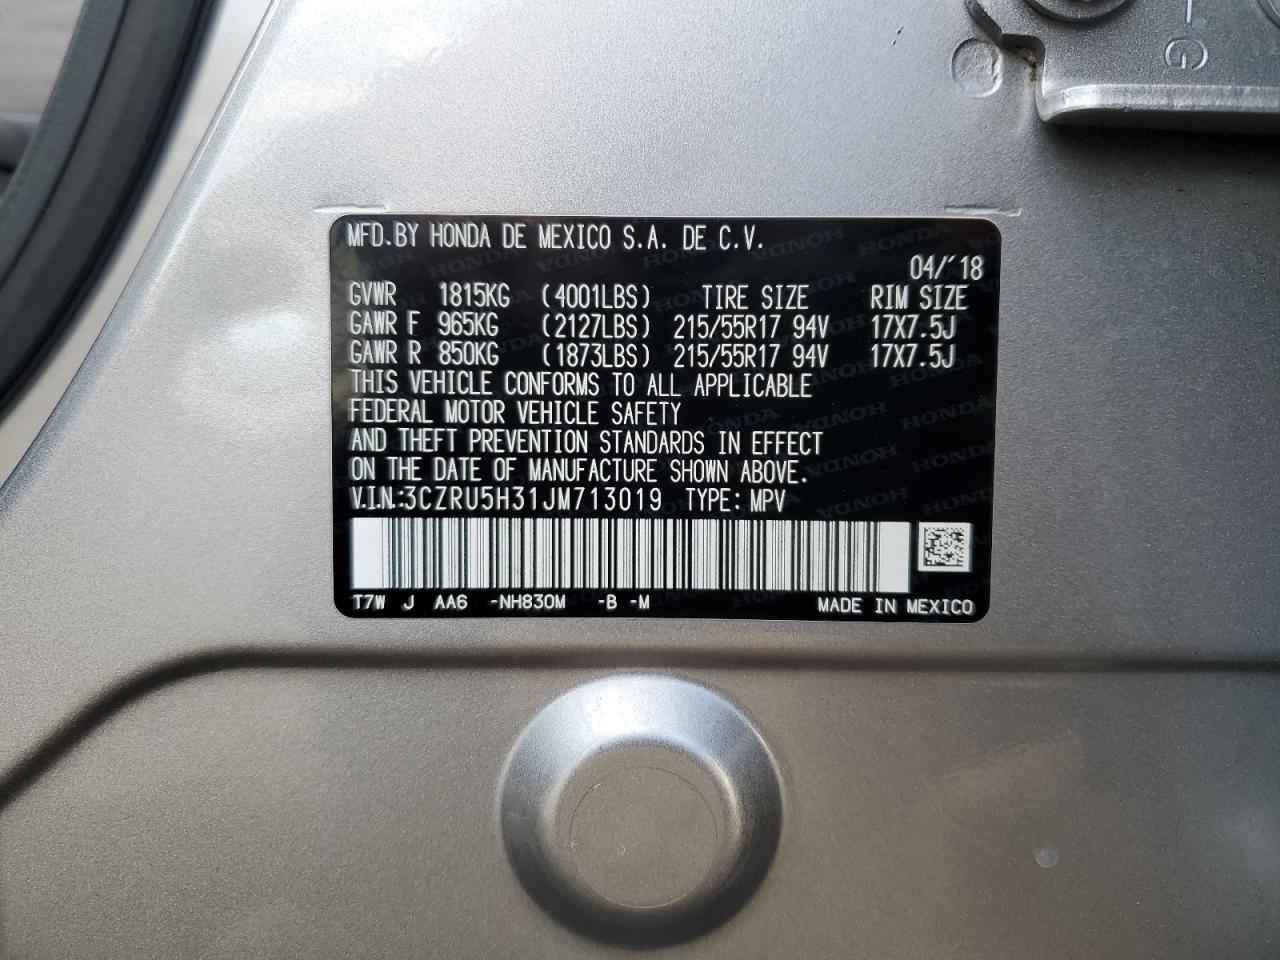 G
MFD.BY HONDA DE MEXICO S.A. DE C.V.
04/'18
GVWR 1815KG (4001LBS) TIRE SIZE RIM SIZE
GAWR F 965KG (2127LBS) 215/55R17 94V 17X7.5J
GAWR R 850KG (1873LBS) 215/55R17 94V 17X7.5J
THIS VEHICLE CONFORMS TO ALL APPLICABLE
FEDERAL MOTOR VEHICLE SAFETY
AND THEFT PREVENTION STANDARDS IN EFFECT
ON THE DATE OF MANUFACTURE SHOWN ABOVE.
V.I.N.:3CZRU5H31JM713019 TYPE: MPV
T7W J AA6 -NH830M -B -M MADE IN MEXICO